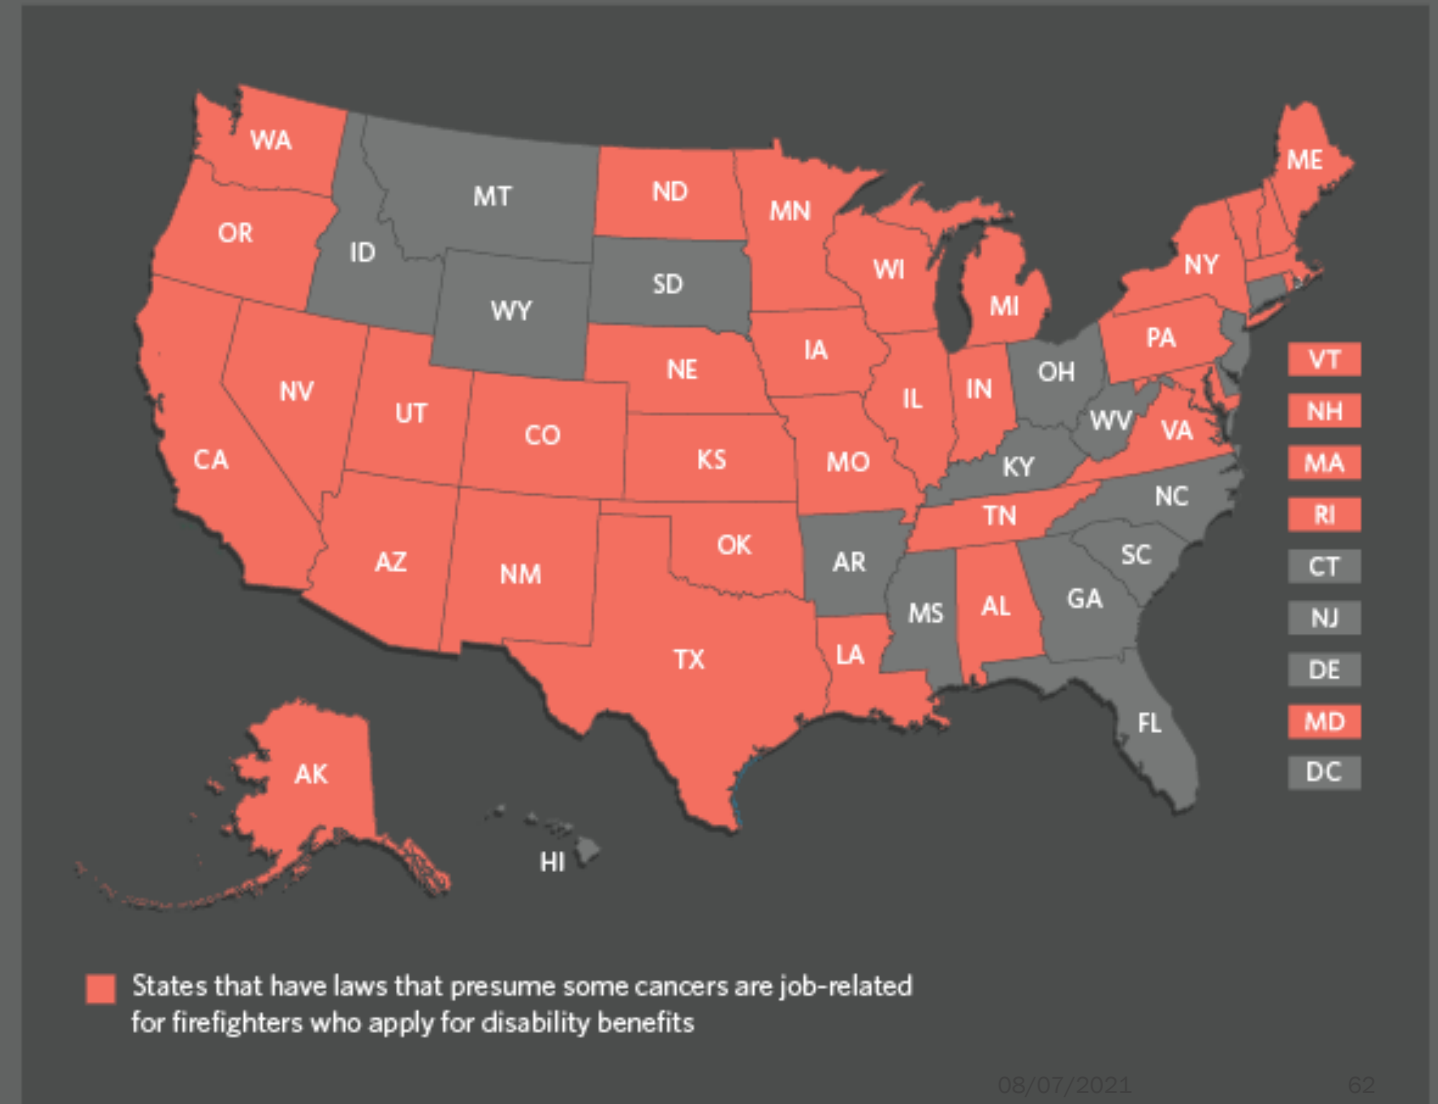 WA
ME
MT
ND
MN
OR
ID
NY
WI
SD
WY
MI
PA
IA
VT
NE
OH
NV
IN
IL
UT
NH
WV
VA
CO
CA
KS
MO
MA
KY
NC
TN
RI
OK
SC
AZ
AR
CT
NM
GA
AL
MS
NJ
LA
TX
DE
FL
MD
AK
DC
HI
States that have laws that presume some cancers are job-related
for firefighters who apply for disability benefits
08/07/2021 62